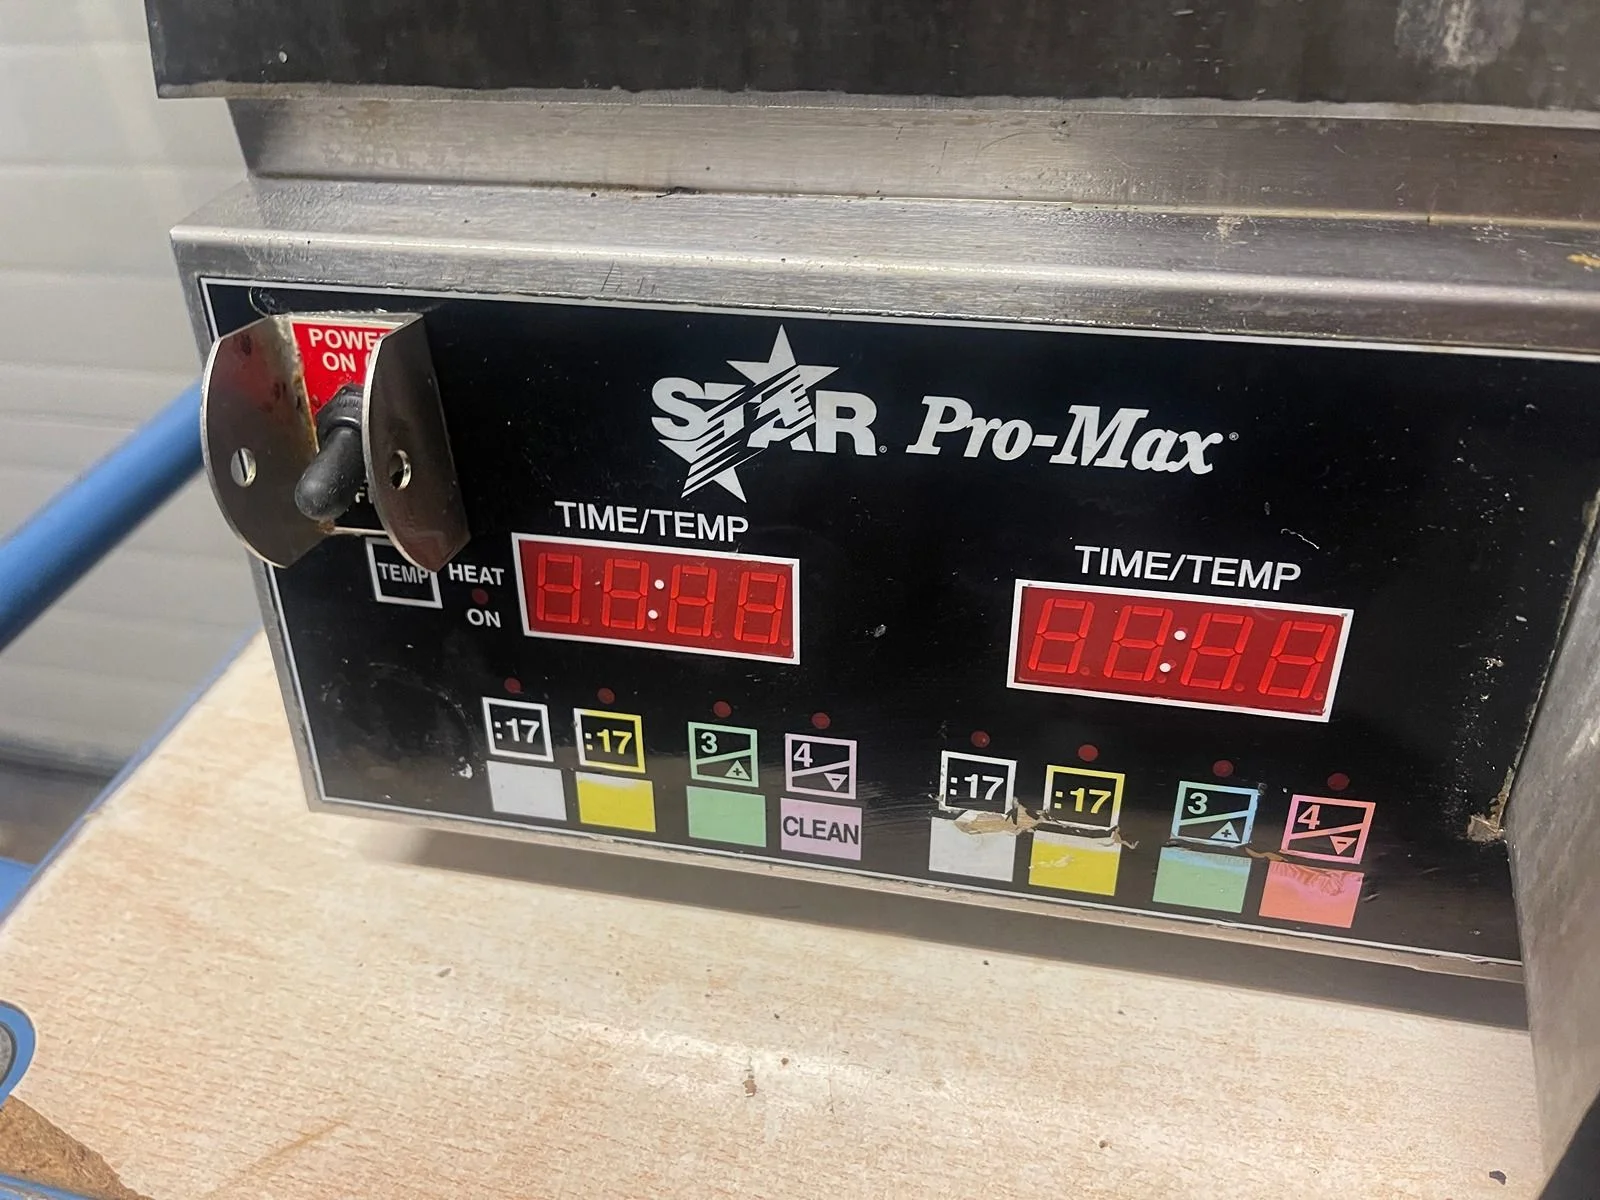 POWER
ON
STAR® Pro-Max®
TIME/TEMP
TIME/TEMP
TEMP
HEAT
ON
:17
:17
3
4
CLEAN
:17
:17
3
4